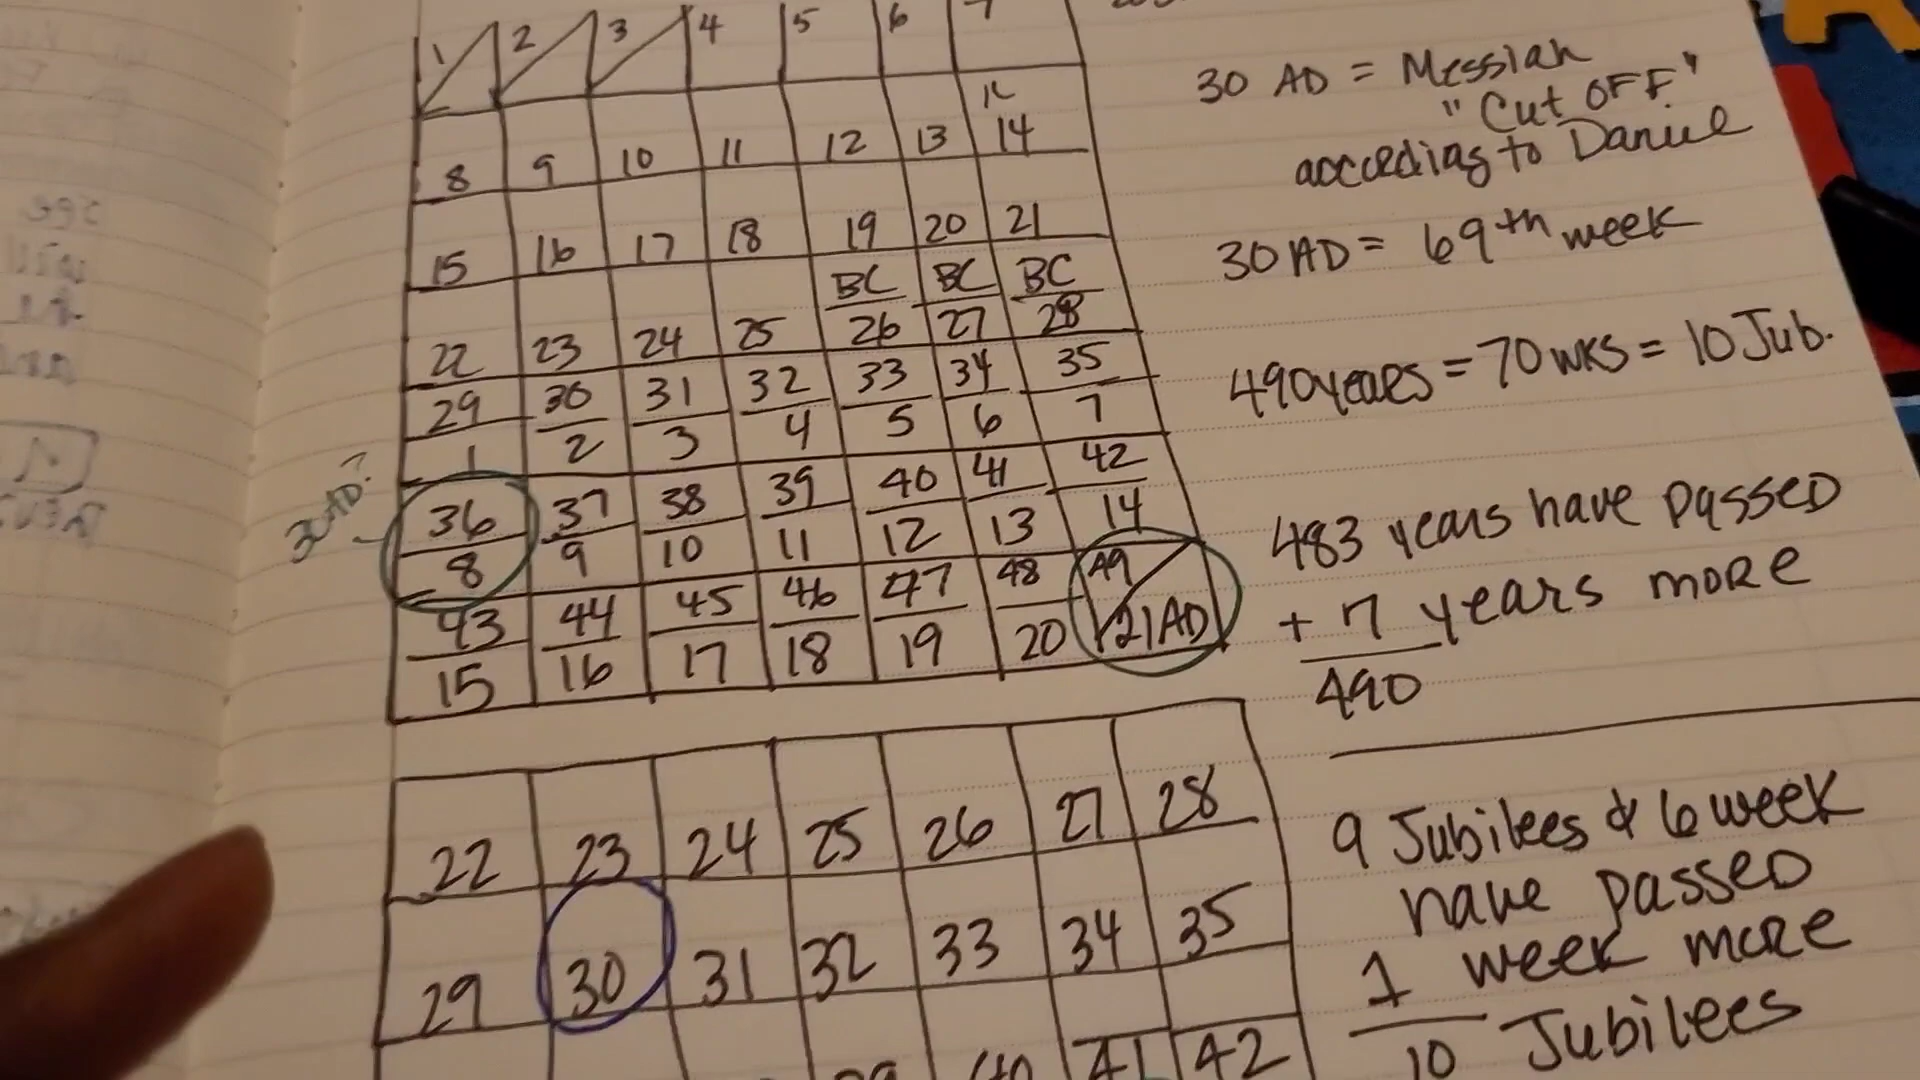 1 2 3 4 5 6 7
8 9 10 11 12 13 14
15 16 17 18 19 20 21
BC BC BC
22 23 24 25 26 27 28
29 30 31 32 33 34 35
1 2 3 4 5 6 7
30AD?
36 37 38 39 40 41 42
8 9 10 11 12 13 14
43 44 45 46 47 48 49
15 16 17 18 19 20 21AD
22 23 24 25 26 27 28
29 30 31 32 33 34 35
39 40 41 42
30 AD = Messiah
"Cut OFF"
according to Daniel
30 AD = 69th week
490 years = 70 wks = 10 Jub.
483 years have passed
+ 7 years more
490
9 Jubilees & 6 week
have passed
1 week more
10 Jubilees
see
will